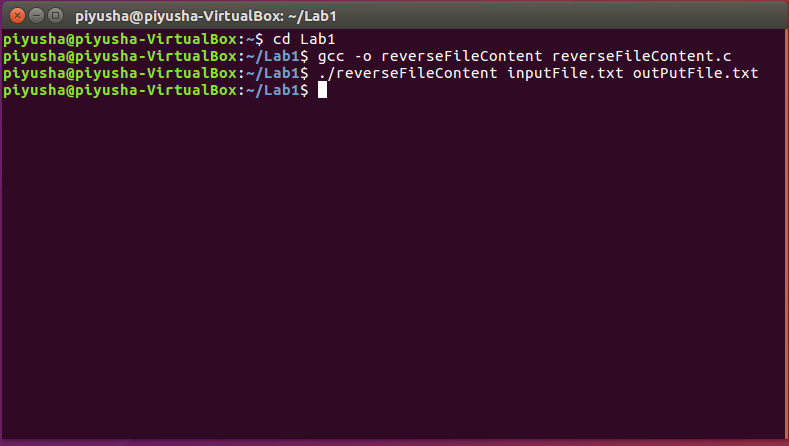 piyusha@piyusha-VirtualBox: ~/Lab1
piyusha@piyusha-VirtualBox:~$ cd Lab1
piyusha@piyusha-VirtualBox:~/Lab1$ gcc -o reverseFileContent reverseFileContent.c
piyusha@piyusha-VirtualBox:~/Lab1$ ./reverseFileContent inputFile.txt outPutFile.txt
piyusha@piyusha-VirtualBox:~/Lab1$